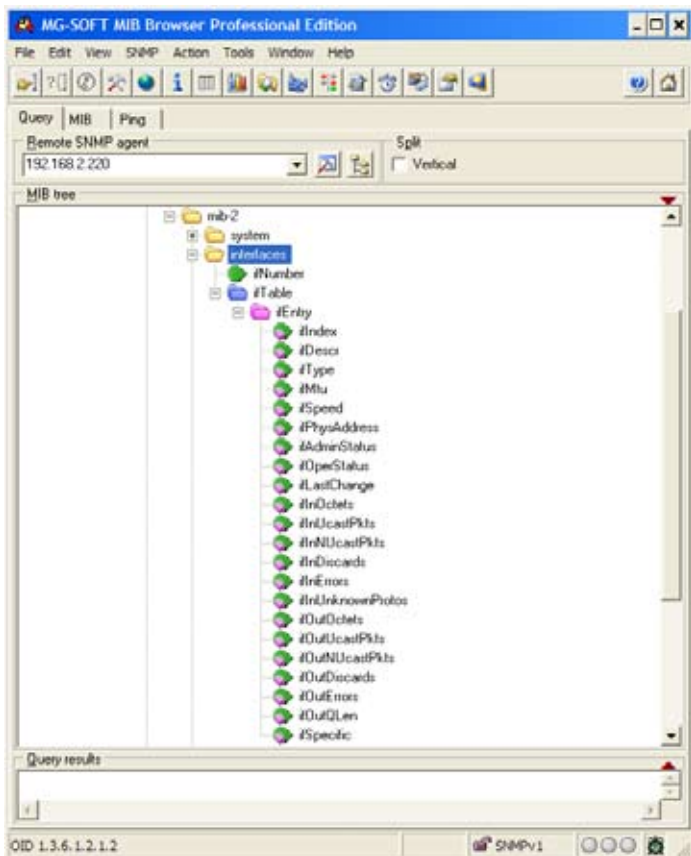 MG-SOFT MIB Browser Professional Edition
File Edit View SNMP Action Tools Window Help
Query MIB Ping
Remote SNMP agent
Split
192.168.2.220
Vertical
MIB tree
mib-2
system
interfaces
ifNumber
ifTable
ifEntry
ifIndex
ifDescr
ifType
ifMtu
ifSpeed
ifPhysAddress
ifAdminStatus
ifOperStatus
ifLastChange
ifInOctets
ifInUcastPkts
ifInNUcastPkts
ifInDiscards
ifInErrors
ifInUnknownProtos
ifOutOctets
ifOutUcastPkts
ifOutNUcastPkts
ifOutDiscards
ifOutErrors
ifOutQLen
ifSpecific
Query results
OID 1.3.6.1.2.1.2
SNMPv1